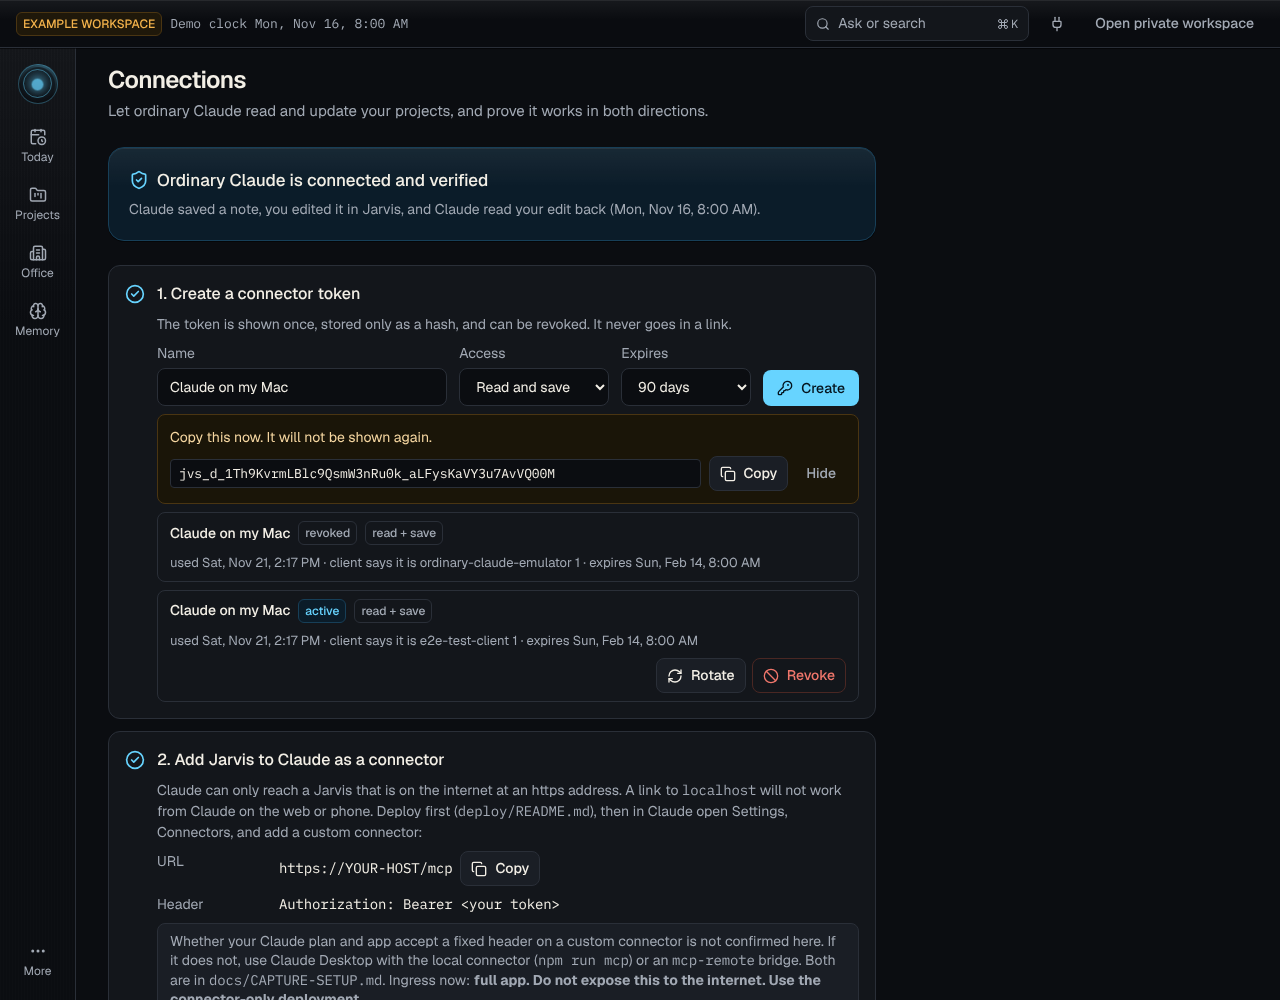 EXAMPLE WORKSPACE Demo clock Mon, Nov 16, 8:00 AM
Ask or search ⌘K
Open private workspace
Today
Projects
Office
Memory
More
Connections
Let ordinary Claude read and update your projects, and prove it works in both directions.
Ordinary Claude is connected and verified
Claude saved a note, you edited it in Jarvis, and Claude read your edit back (Mon, Nov 16, 8:00 AM).
1. Create a connector token
The token is shown once, stored only as a hash, and can be revoked. It never goes in a link.
Name Access Expires
Claude on my Mac Read and save 90 days Create
Copy this now. It will not be shown again.
jvs_d_1Th9KvrmLBlc9QsmW3nRu0k_aLFysKaVY3u7AvVQ00M Copy Hide
Claude on my Mac revoked read + save
used Sat, Nov 21, 2:17 PM · client says it is ordinary-claude-emulator 1 · expires Sun, Feb 14, 8:00 AM
Claude on my Mac active read + save
used Sat, Nov 21, 2:17 PM · client says it is e2e-test-client 1 · expires Sun, Feb 14, 8:00 AM
Rotate Revoke
2. Add Jarvis to Claude as a connector
Claude can only reach a Jarvis that is on the internet at an https address. A link to localhost will not work
from Claude on the web or phone. Deploy first (deploy/README.md), then in Claude open Settings,
Connectors, and add a custom connector:
URL https://YOUR-HOST/mcp Copy
Header Authorization: Bearer <your token>
Whether your Claude plan and app accept a fixed header on a custom connector is not confirmed here. If
it does not, use Claude Desktop with the local connector (npm run mcp) or an mcp-remote bridge. Both
are in docs/CAPTURE-SETUP.md. Ingress now: full app. Do not expose this to the internet. Use the
connector-only deployment.